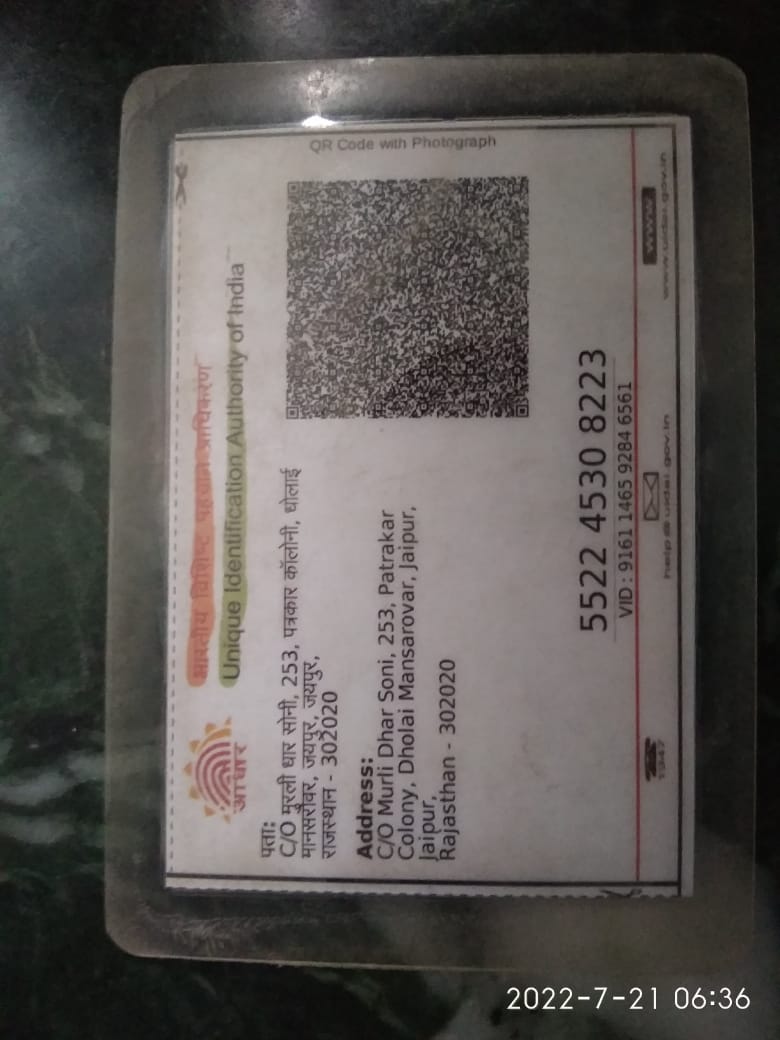 भारतीय विशिष्ट पहचान प्राधिकरण
Unique Identification Authority of India
आधार
QR Code with Photograph
पता:
C/O मुरली धार सोनी, 253, पत्रकार कॉलोनी, धोलाई
मानसरोवर, जयपुर, जयपुर,
राजस्थान - 302020
Address:
C/O Murli Dhar Soni, 253, Patrakar
Colony, Dholai Mansarovar, Jaipur,
Jaipur,
Rajasthan - 302020
5522 4530 8223
VID : 9161 1465 9284 6561
1947
help@uidai.gov.in
www
www.uidai.gov.in
2022-7-21 06:36